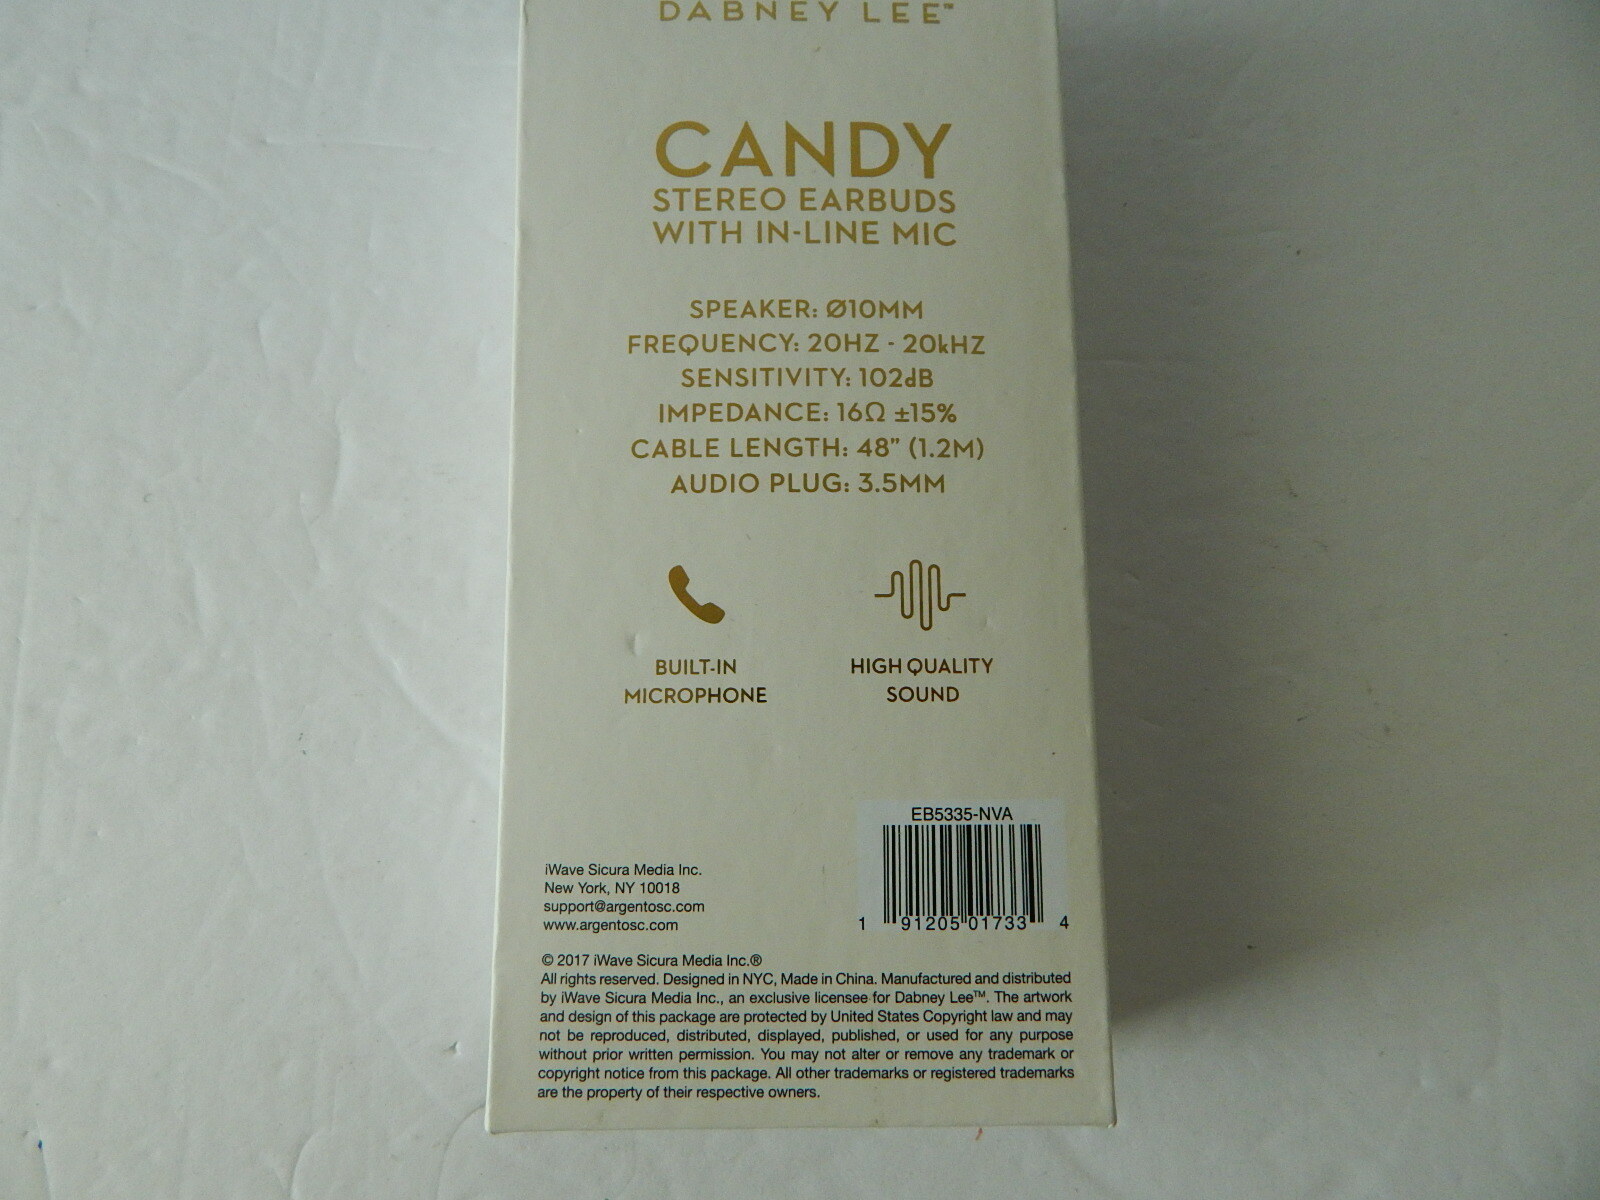 DABNEY LEE™
CANDY
STEREO EARBUDS
WITH IN-LINE MIC
SPEAKER: Ø10MM
FREQUENCY: 20HZ - 20kHZ
SENSITIVITY: 102dB
IMPEDANCE: 16Ω ±15%
CABLE LENGTH: 48” (1.2M)
AUDIO PLUG: 3.5MM
BUILT-IN
MICROPHONE
HIGH QUALITY
SOUND
EB5335-NVA
1 91205 01733 4
iWave Sicura Media Inc.
New York, NY 10018
support@argentosc.com
www.argentosc.com
© 2017 iWave Sicura Media Inc.®
All rights reserved. Designed in NYC, Made in China. Manufactured and distributed
by iWave Sicura Media Inc., an exclusive licensee for Dabney Lee™. The artwork
and design of this package are protected by United States Copyright law and may
not be reproduced, distributed, displayed, published, or used for any purpose
without prior written permission. You may not alter or remove any trademark or
copyright notice from this package. All other trademarks or registered trademarks
are the property of their respective owners.